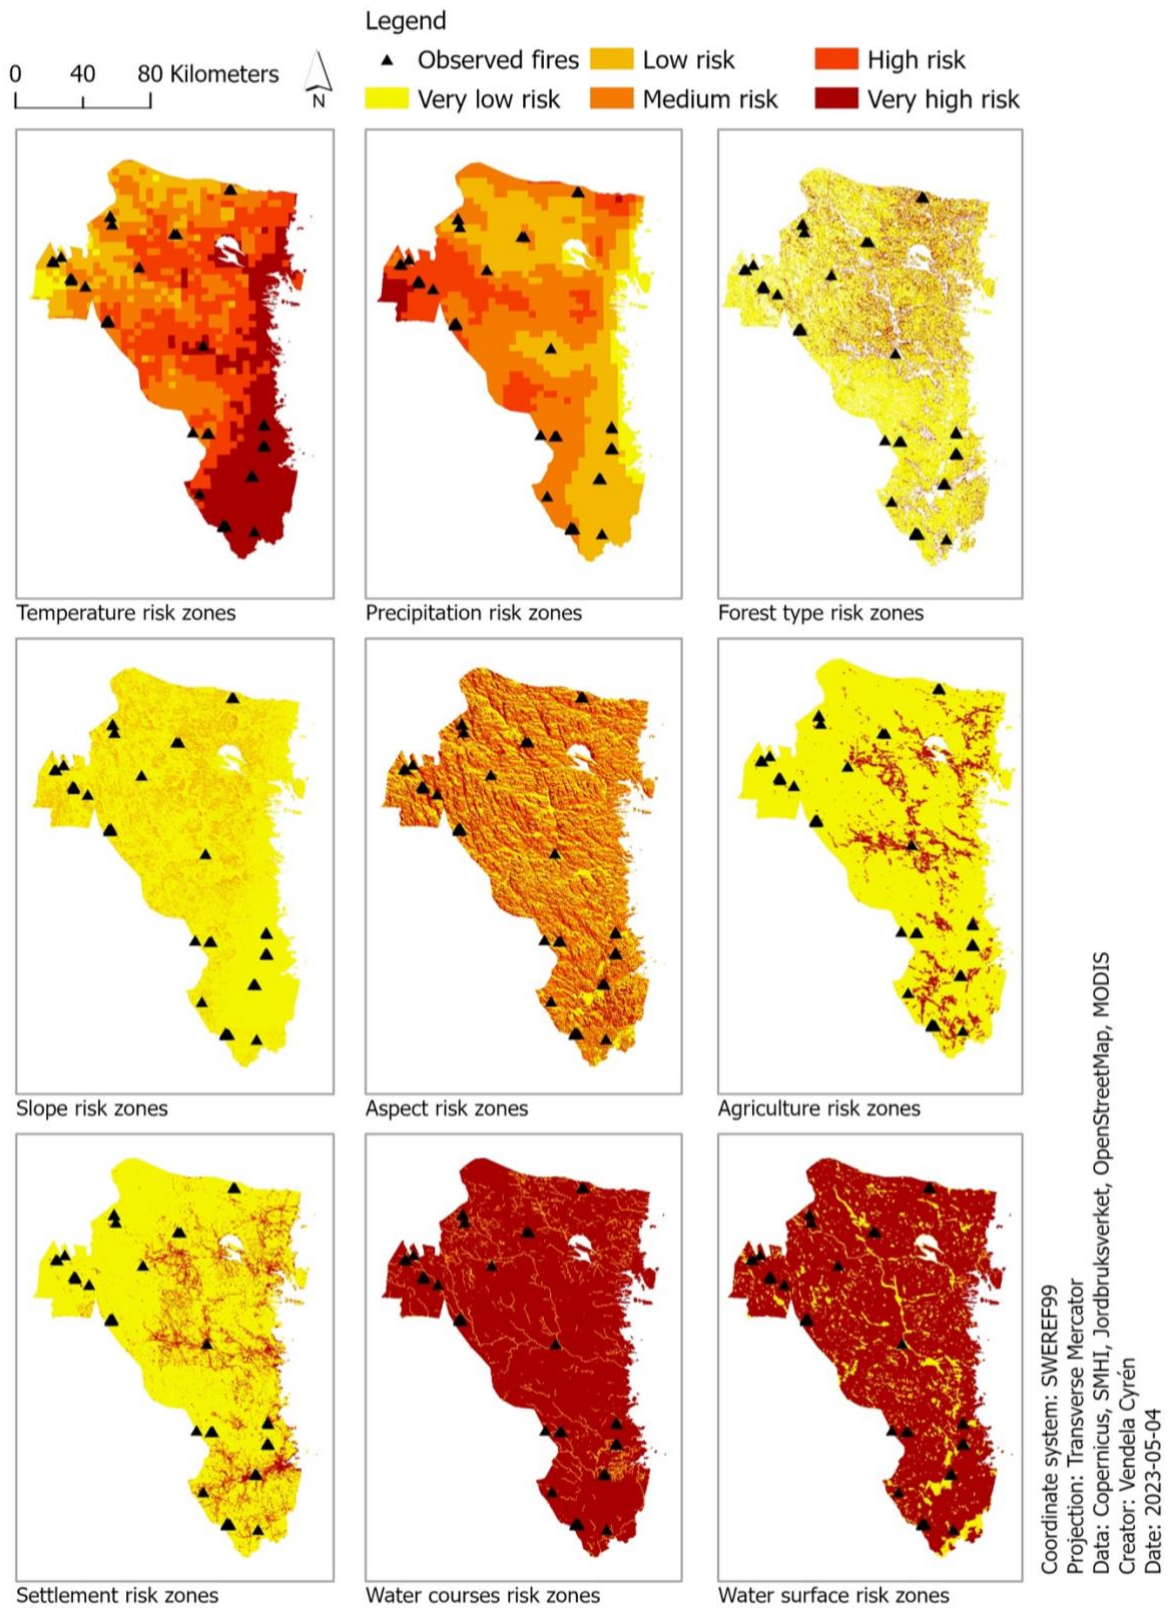 Legend
0 40 80 Kilometers
N
Observed fires
Low risk
High risk
Very low risk
Medium risk
Very high risk
Temperature risk zones
Precipitation risk zones
Forest type risk zones
Slope risk zones
Aspect risk zones
Agriculture risk zones
Settlement risk zones
Water courses risk zones
Water surface risk zones
Coordinate system: SWEREF99
Projection: Transverse Mercator
Data: Copernicus, SMHI, Jordbruksverket, OpenStreetMap, MODIS
Creator: Vendela Cyrén
Date: 2023-05-04